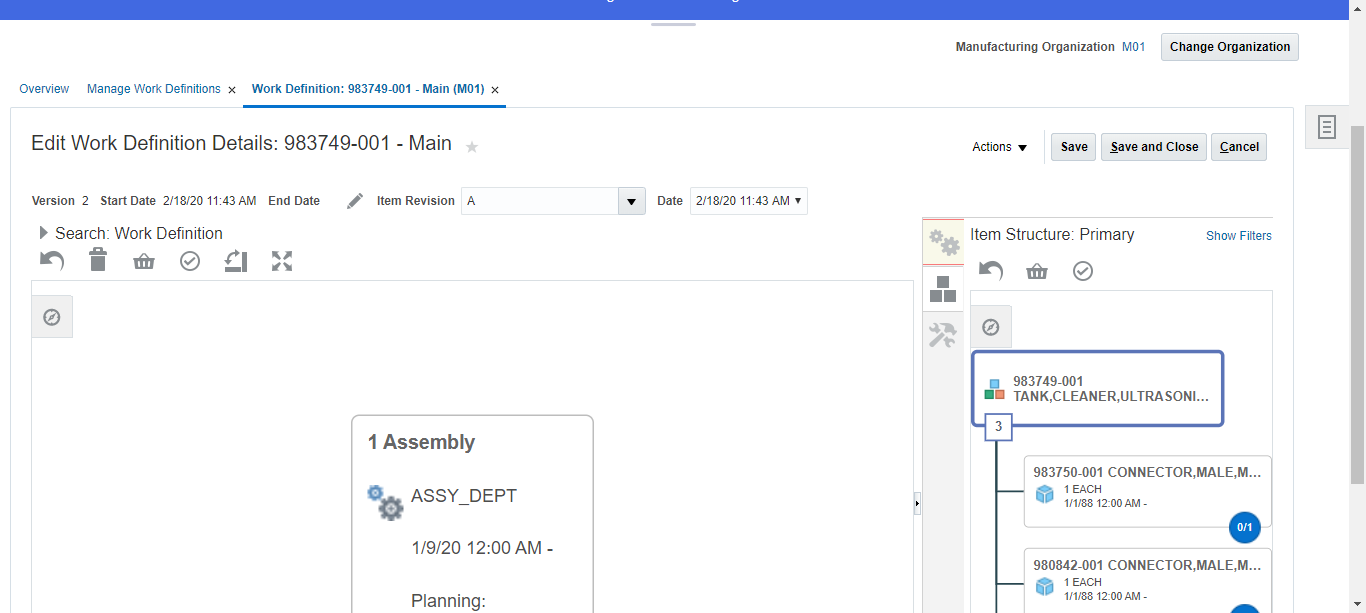 Manufacturing Organization M01 Change Organization
Overview Manage Work Definitions × Work Definition: 983749-001 - Main (M01) ×
Edit Work Definition Details: 983749-001 - Main
Actions Save Save and Close Cancel
Version 2 Start Date 2/18/20 11:43 AM End Date Item Revision A Date 2/18/20 11:43 AM
Search: Work Definition
1 Assembly
ASSY_DEPT
1/9/20 12:00 AM -
Planning:
Item Structure: Primary Show Filters
983749-001
TANK,CLEANER,ULTRASONI...
3
983750-001 CONNECTOR,MALE,M...
1 EACH
1/1/88 12:00 AM -
0/1
980842-001 CONNECTOR,MALE,M...
1 EACH
1/1/88 12:00 AM -